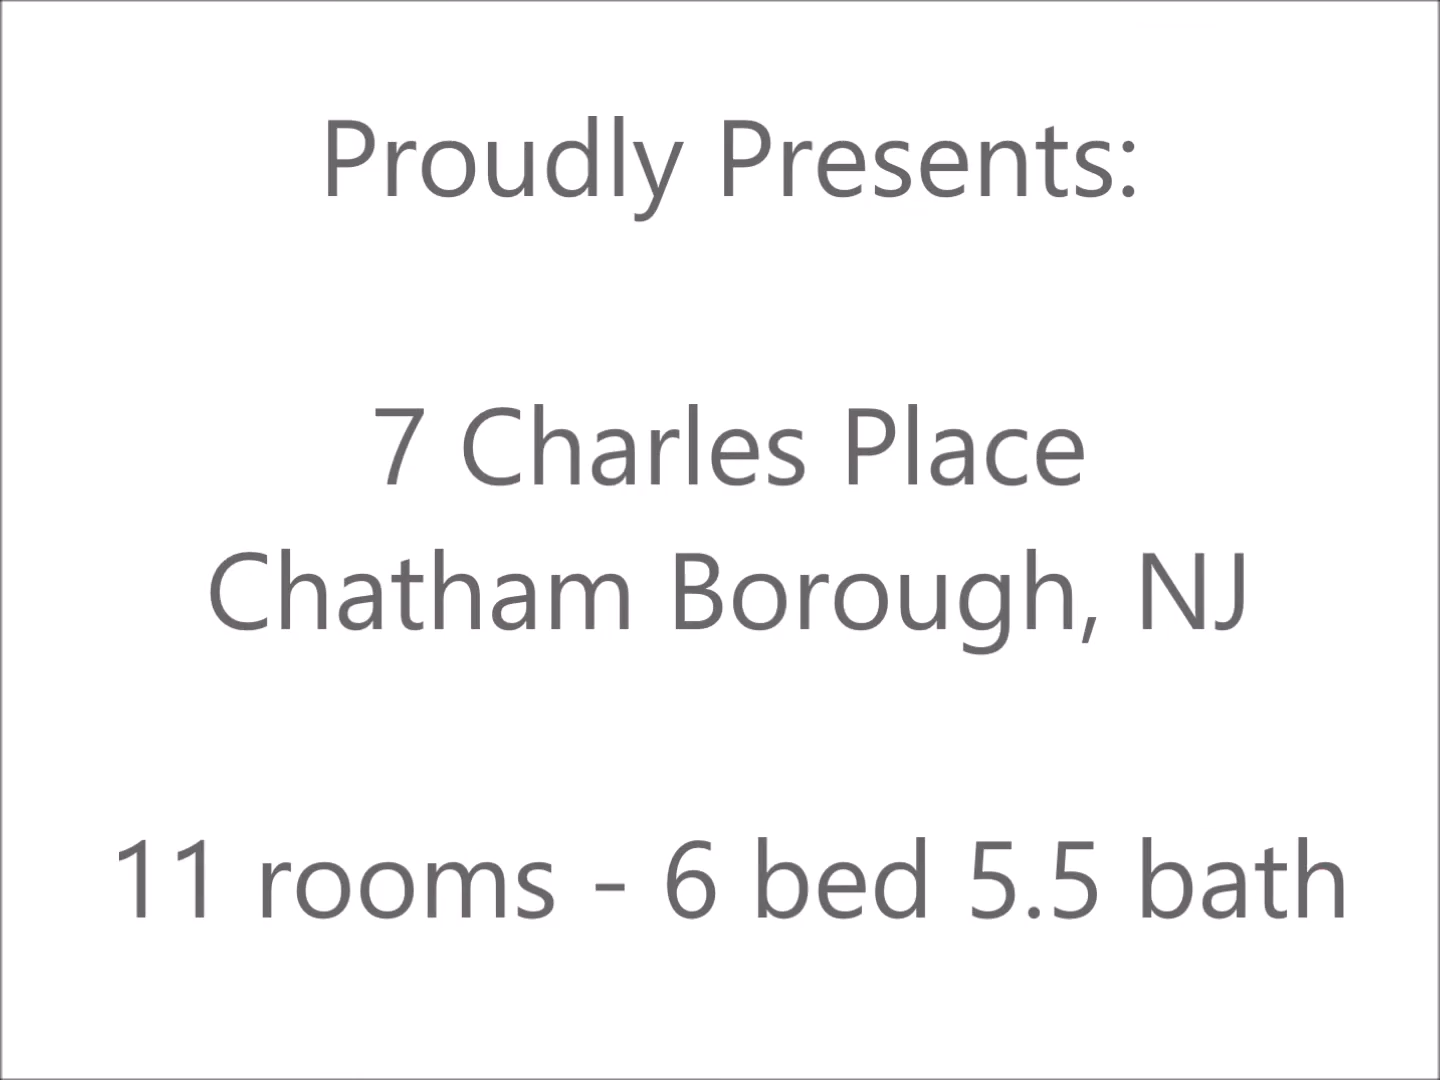 Proudly Presents:
7 Charles Place
Chatham Borough, NJ
11 rooms - 6 bed 5.5 bath